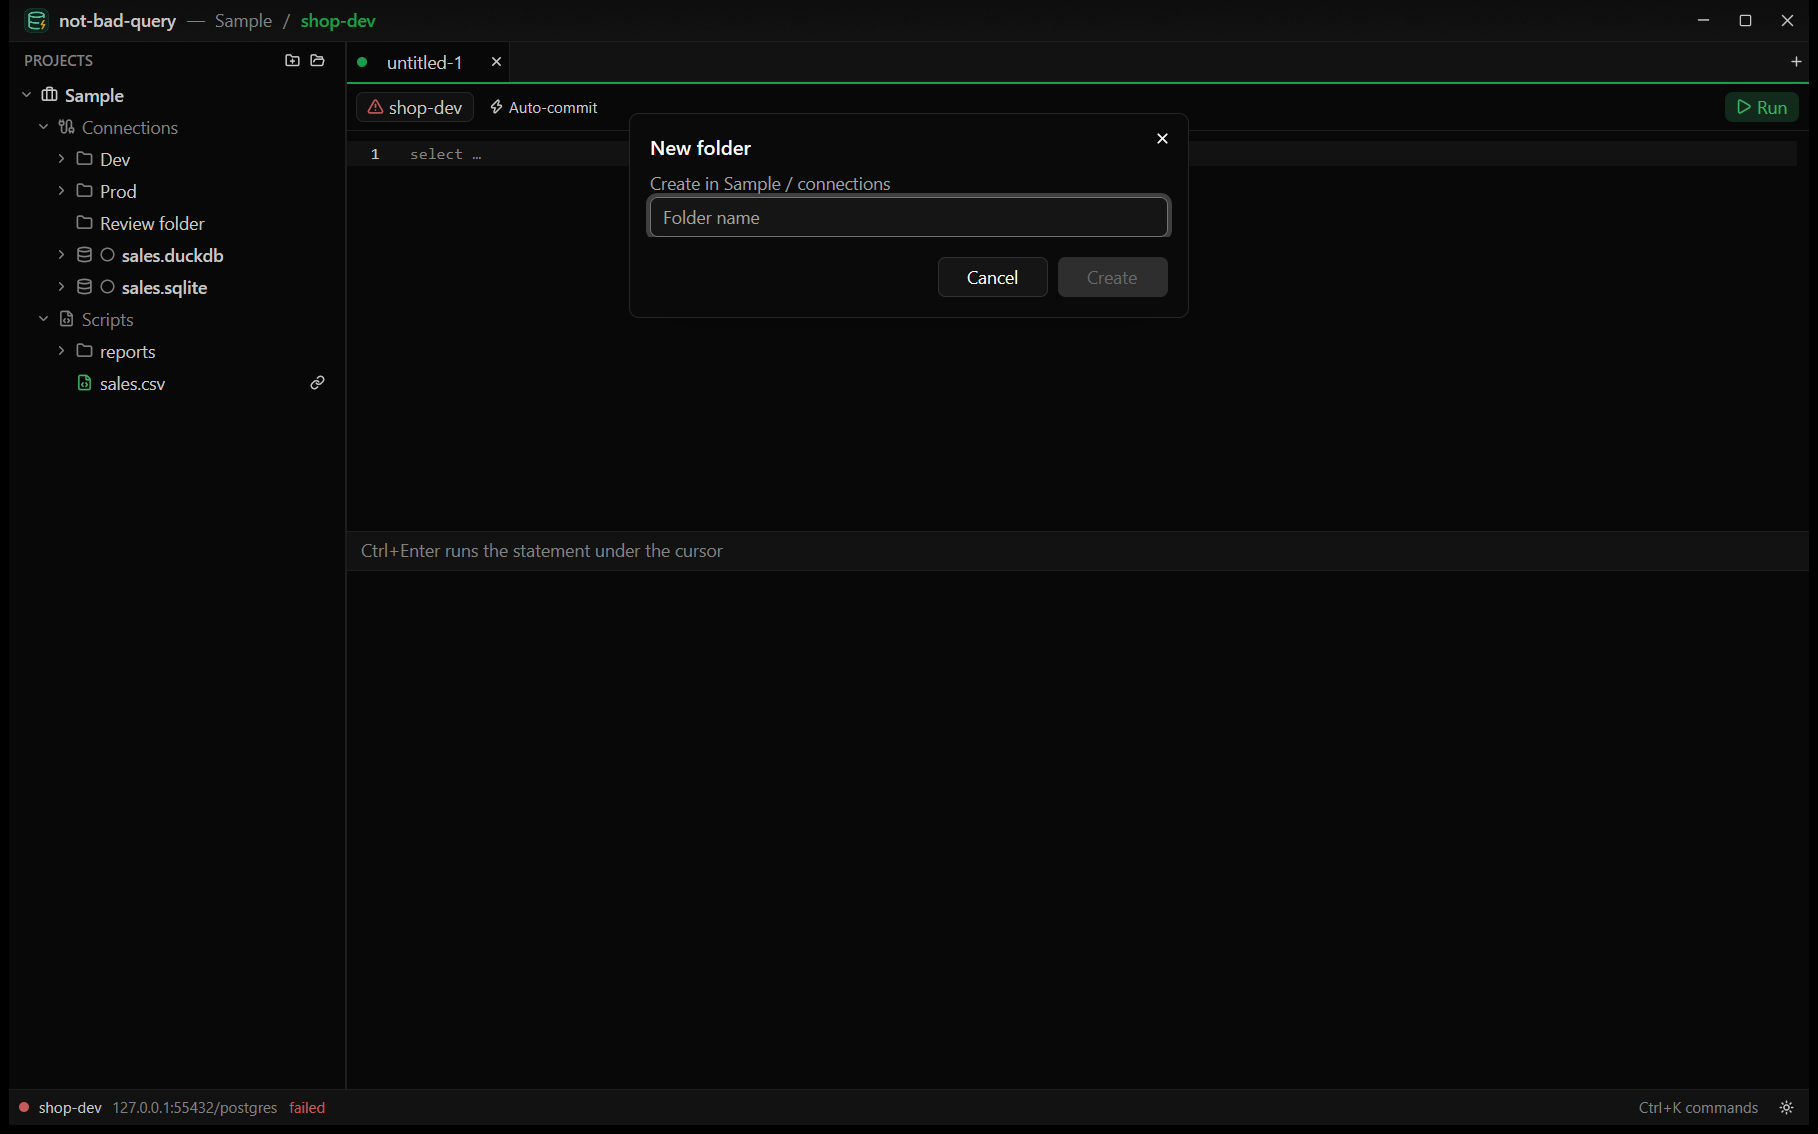 not-bad-query — Sample / shop-dev
PROJECTS
untitled-1
Sample
Connections
Dev
Prod
Review folder
sales.duckdb
sales.sqlite
Scripts
reports
sales.csv
shop-dev
Auto-commit
Run
1 select …
New folder
Create in Sample / connections
Folder name
Cancel
Create
Ctrl+Enter runs the statement under the cursor
shop-dev 127.0.0.1:55432/postgres failed
Ctrl+K commands